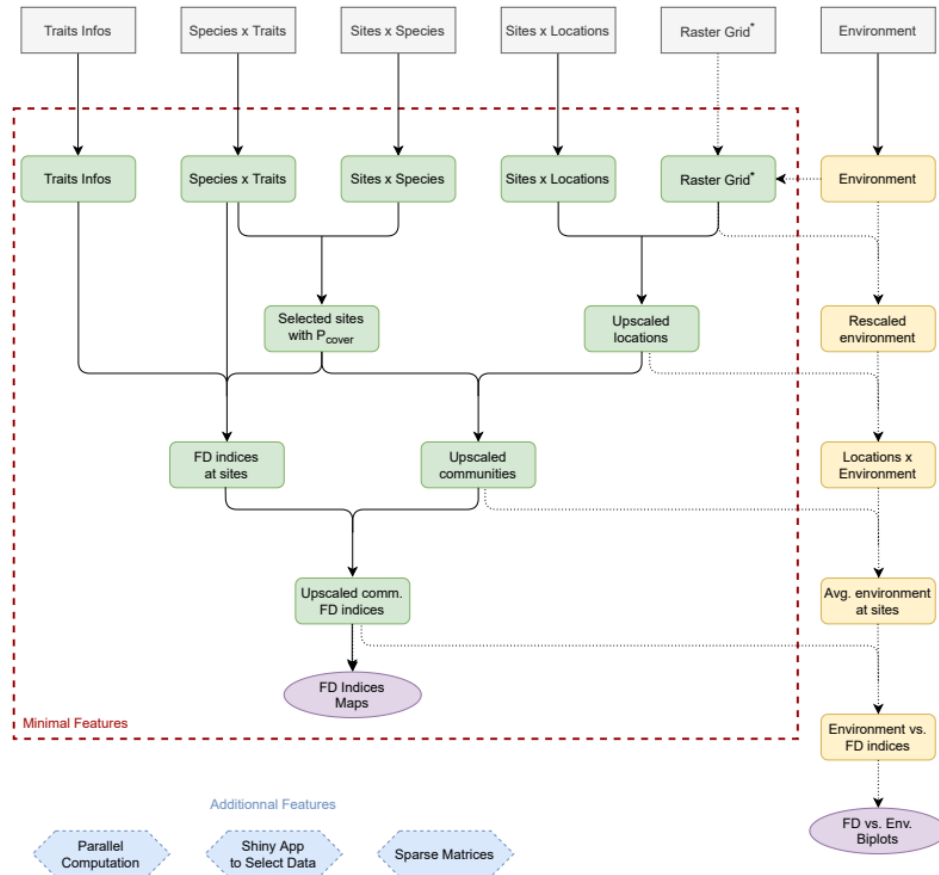 Traits Infos
Species x Traits
Sites x Species
Sites x Locations
Raster Grid*
Environment
Traits Infos
Species x Traits
Sites x Species
Sites x Locations
Raster Grid*
Environment
Selected sites
with Pcover
Upscaled
locations
Rescaled
environment
FD indices
at sites
Upscaled
communities
Locations x
Environment
Upscaled comm.
FD indices
Avg. environment
at sites
FD Indices
Maps
Minimal Features
Environment vs.
FD indices
Additionnal Features
FD vs. Env.
Biplots
Parallel
Computation
Shiny App
to Select Data
Sparse Matrices